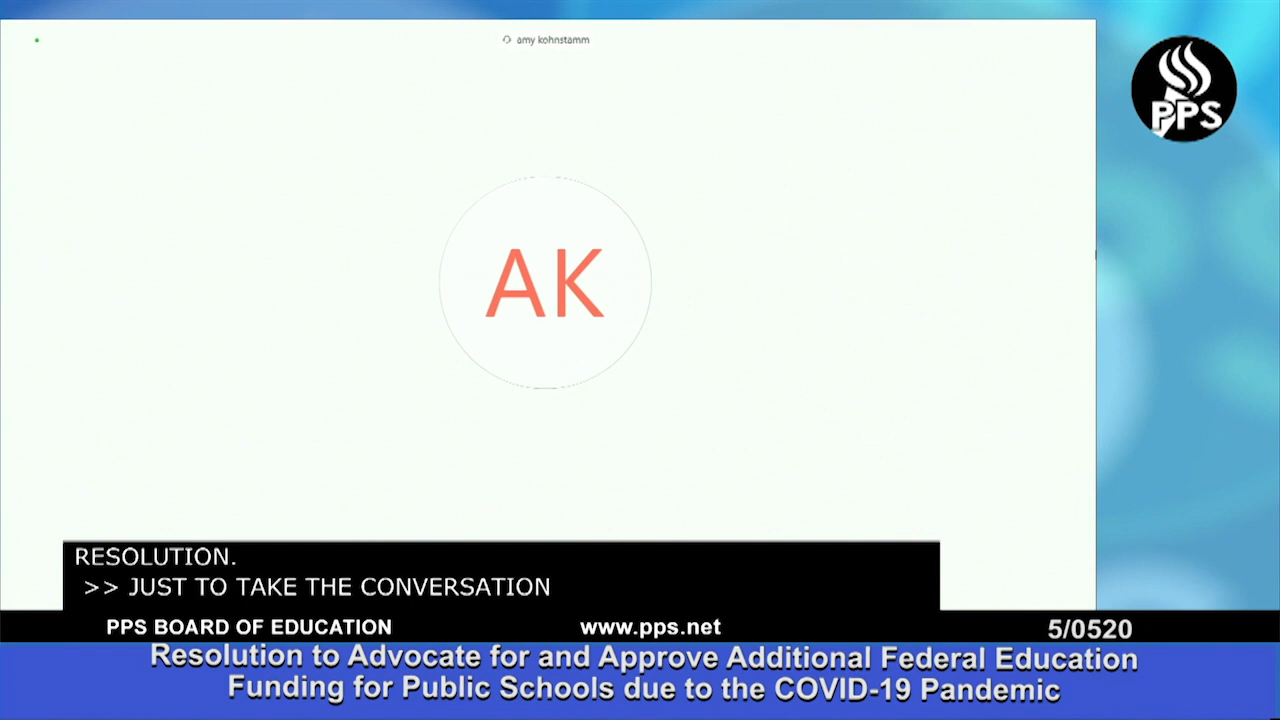 amy kohnstamm
PPS
AK
RESOLUTION.
>> JUST TO TAKE THE CONVERSATION
PPS BOARD OF EDUCATION www.pps.net 5/0520
Resolution to Advocate for and Approve Additional Federal Education
Funding for Public Schools due to the COVID-19 Pandemic